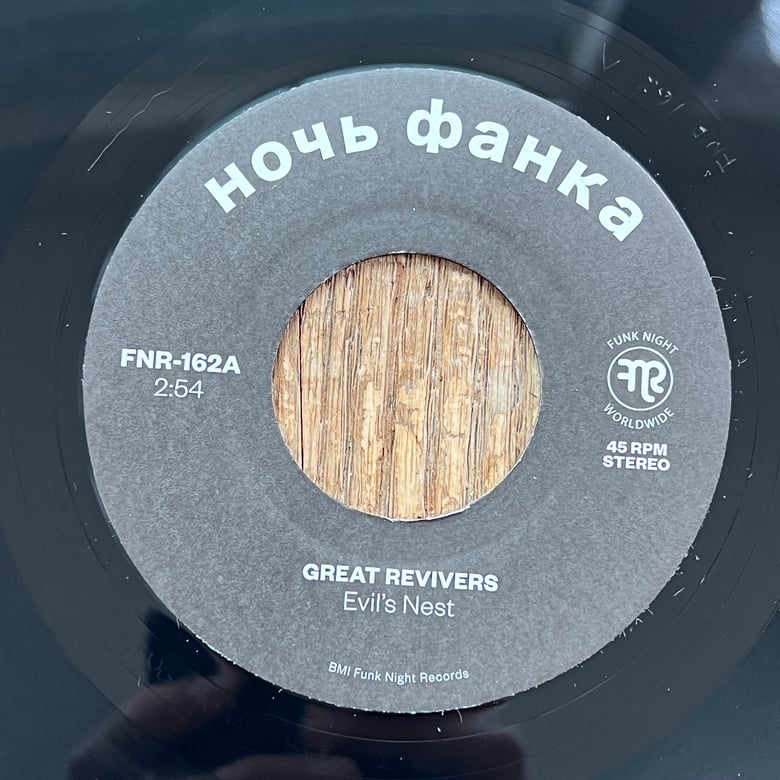 ночь фанка
FNR-162A
2:54
FUNK NIGHT
FNR
WORLDWIDE
45 RPM
STEREO
GREAT REVIVERS
Evil's Nest
BMI Funk Night Records